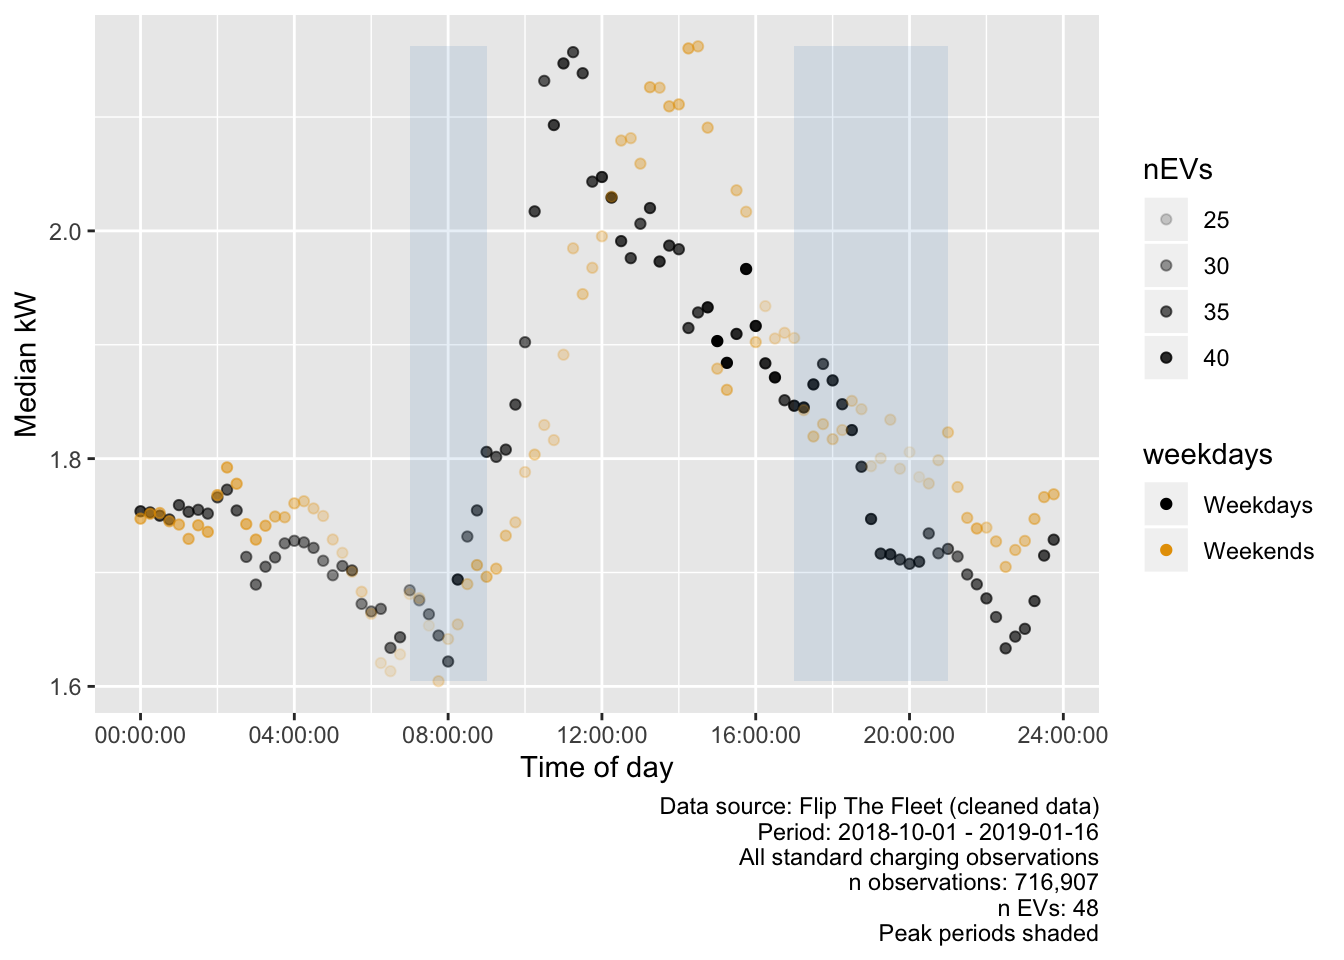 2.0
1.8
1.6
Median kW
00:00:00 04:00:00 08:00:00 12:00:00 16:00:00 20:00:00 24:00:00
Time of day
nEVs
25
30
35
40
weekdays
Weekdays
Weekends
Data source: Flip The Fleet (cleaned data)
Period: 2018-10-01 - 2019-01-16
All standard charging observations
n observations: 716,907
n EVs: 48
Peak periods shaded